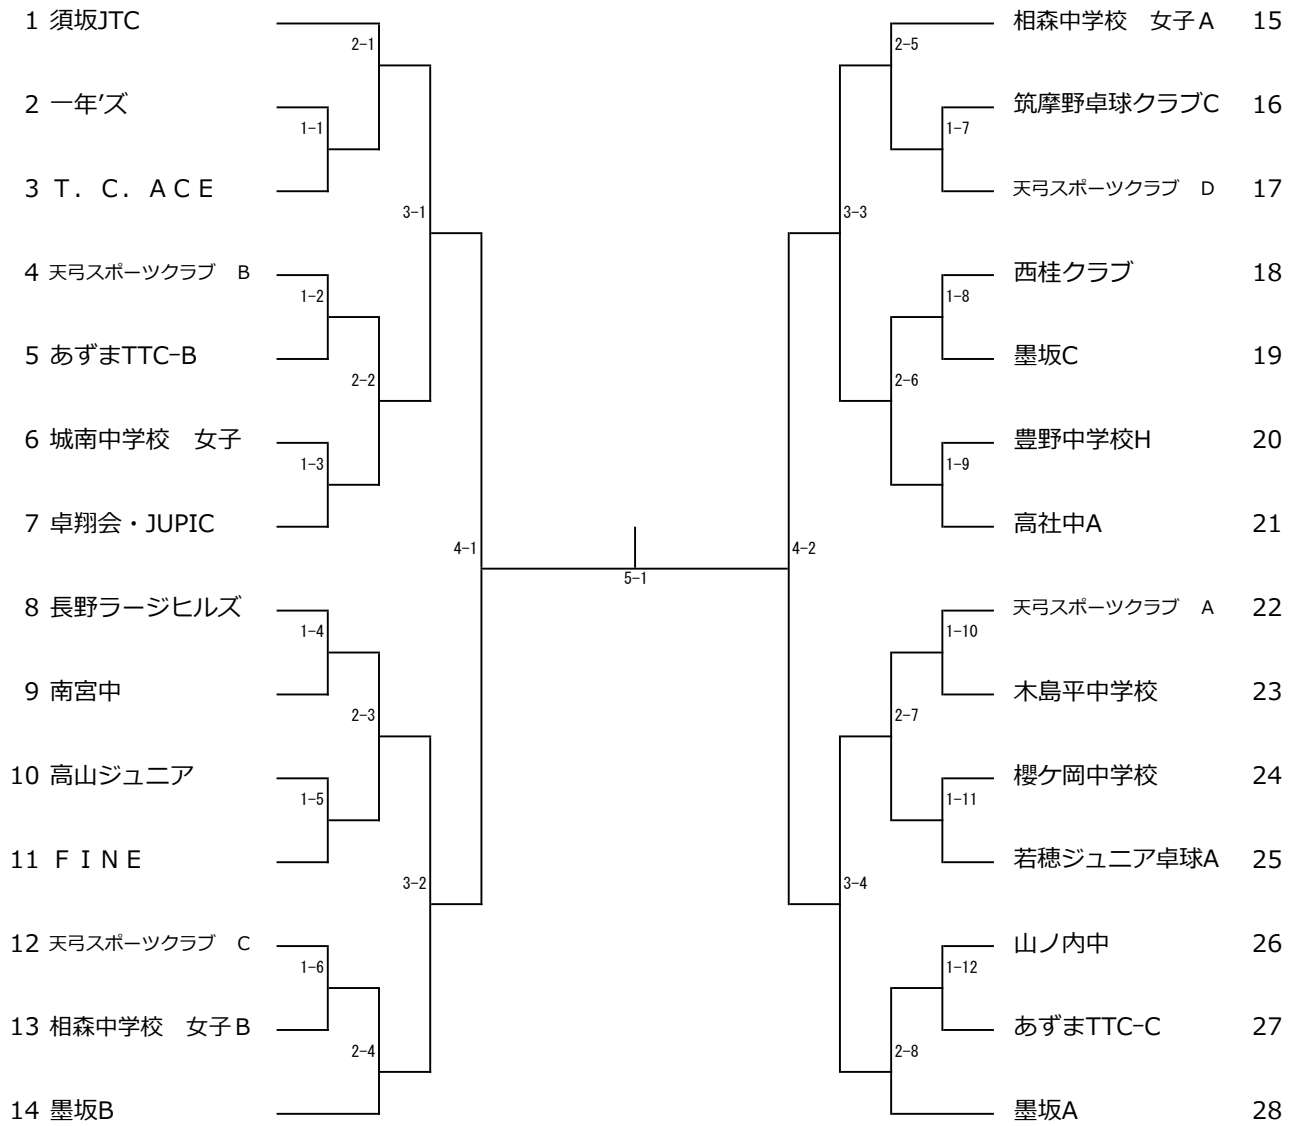 1 須坂JTC
2 一年’ズ
3 Ｔ．Ｃ．ＡＣＥ
4 天弓スポーツクラブ　B
5 あずまTTC-B
6 城南中学校　女子
7 卓翔会・JUPIC
8 長野ラージヒルズ
9 南宮中
10 高山ジュニア
11 ＦＩＮＥ
12 天弓スポーツクラブ　C
13 相森中学校　女子Ｂ
14 墨坂B
2-1
1-1
3-1
1-2
2-2
1-3
4-1
1-4
2-3
1-5
3-2
1-6
2-4
5-1
2-5
1-7
3-3
1-8
2-6
1-9
4-2
1-10
2-7
1-11
3-4
1-12
2-8
相森中学校　女子Ａ 15
筑摩野卓球クラブC 16
天弓スポーツクラブ　D 17
西桂クラブ 18
墨坂C 19
豊野中学校H 20
高社中A 21
天弓スポーツクラブ　A 22
木島平中学校 23
櫻ケ岡中学校 24
若穂ジュニア卓球A 25
山ノ内中 26
あずまTTC-C 27
墨坂A 28